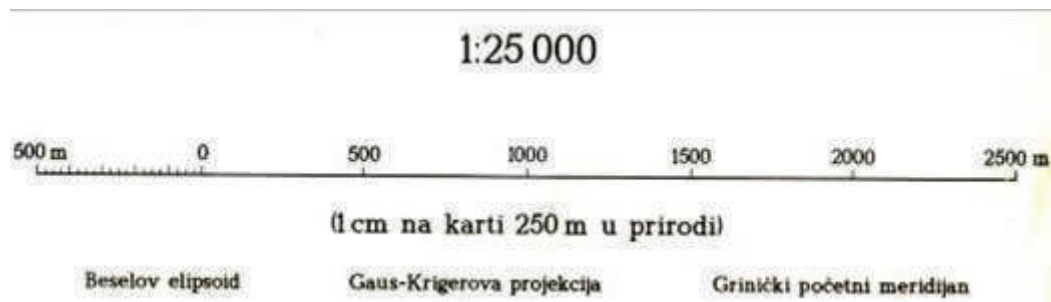 1:25 000
500 m 0 500 1000 1500 2000 2500 m
(1 cm na karti 250 m u prirodi)
Beselov elipsoid Gaus-Krigerova projekcija Grinički početni meridijan